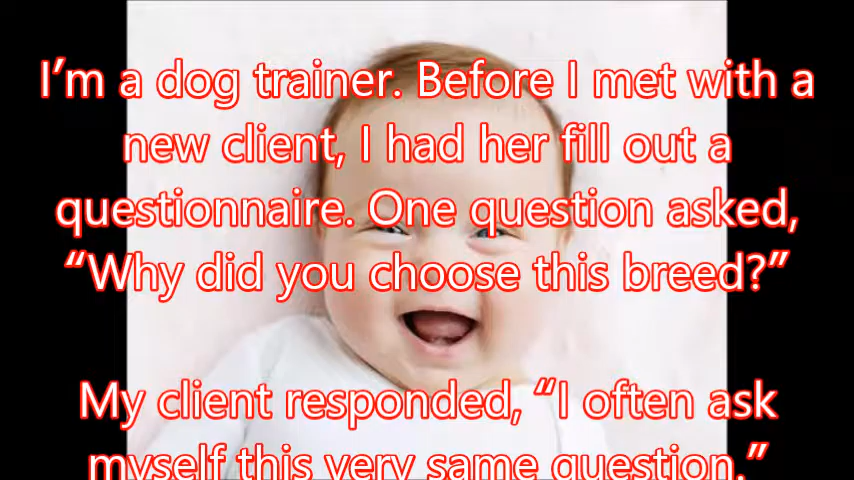 I’m a dog trainer. Before I met with a
new client, I had her fill out a
questionnaire. One question asked,
“Why did you choose this breed?”
My client responded, “I often ask
myself this very same question.”